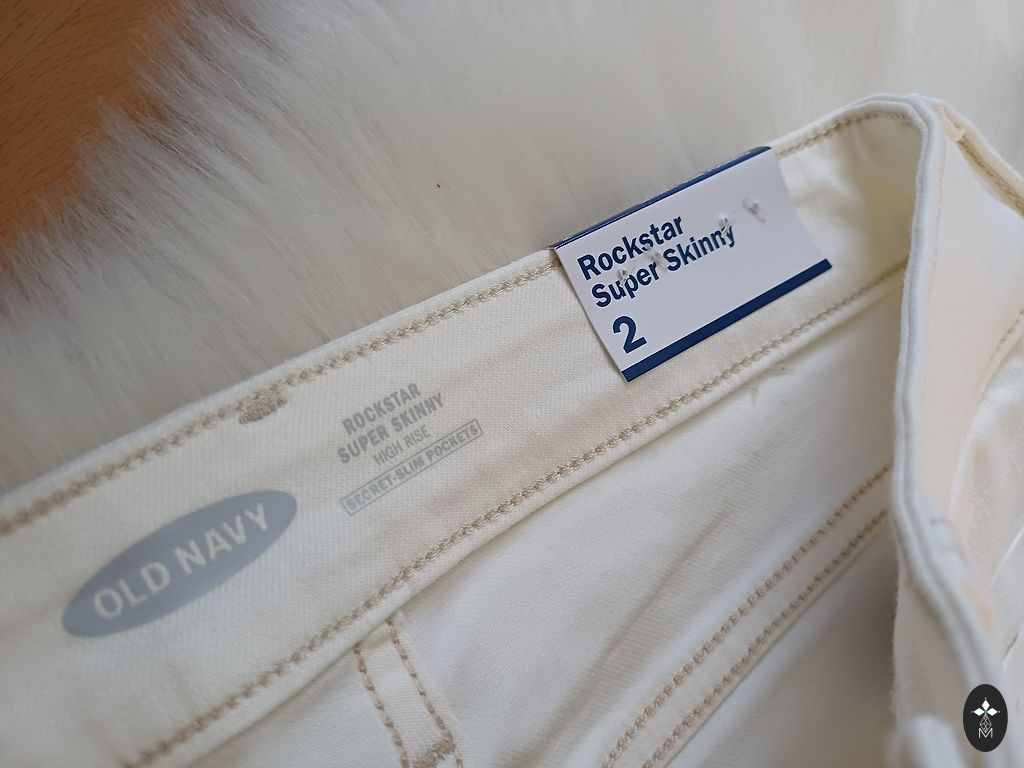 Rockstar
Super Skinny
2
ROCKSTAR
SUPER SKINNY
HIGH RISE
SECRET-SLIM POCKETS
OLD NAVY
M